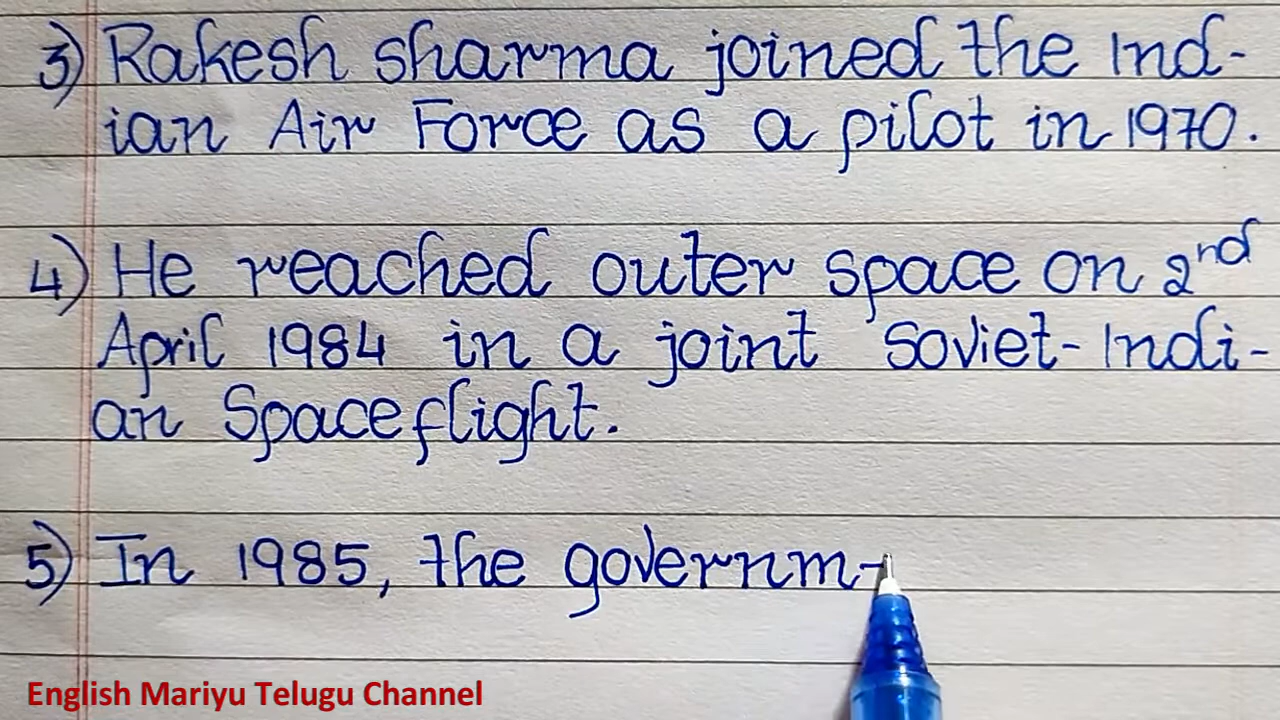 3) Rakesh sharma joined the Ind-
ian Air Force as a pilot in 1970.
4) He reached outer space on 2nd
April 1984 in a joint Soviet-Indi-
an Spaceflight.
5) In 1985, the governm-
English Mariyu Telugu Channel